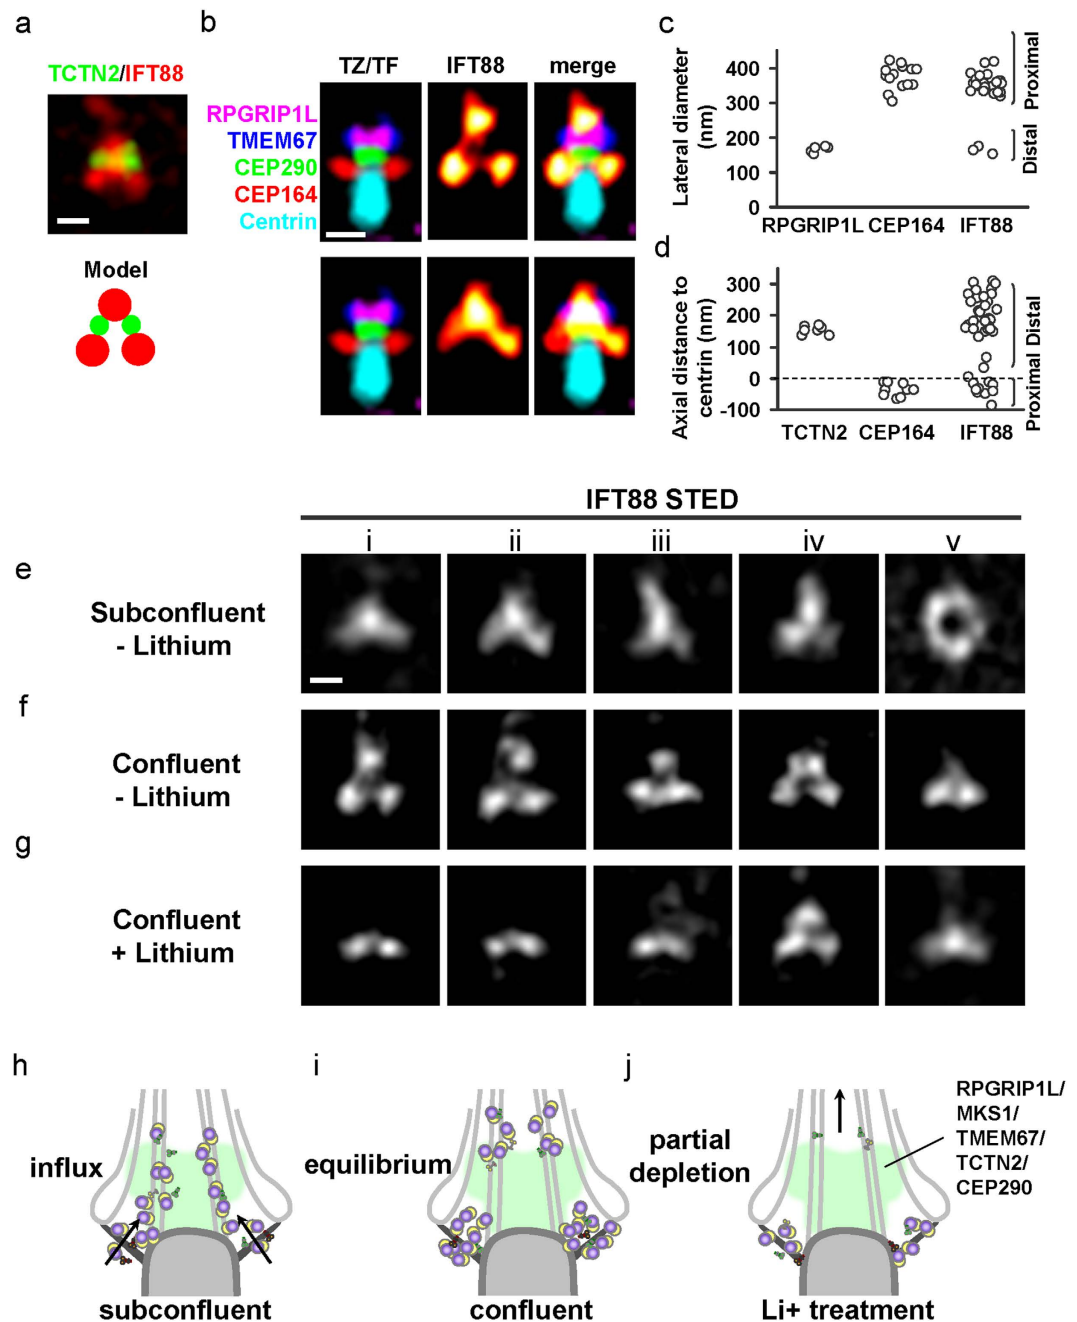 a
TCTN2/IFT88
Model
b
TZ/TF
IFT88
merge
RPGRIP1L
TMEM67
CEP290
CEP164
Centrin
c
Lateral diameter
(nm)
400
300
200
100
0
RPGRIP1L
CEP164
IFT88
Proximal
Distal
d
Axial distance to
centrin (nm)
300
200
100
0
-100
TCTN2
CEP164
IFT88
Distal
Proximal
IFT88 STED
i
ii
iii
iv
v
e
Subconfluent
- Lithium
f
Confluent
- Lithium
g
Confluent
+ Lithium
h
influx
subconfluent
i
equilibrium
confluent
j
partial
depletion
Li+ treatment
RPGRIP1L/
MKS1/
TMEM67/
TCTN2/
CEP290